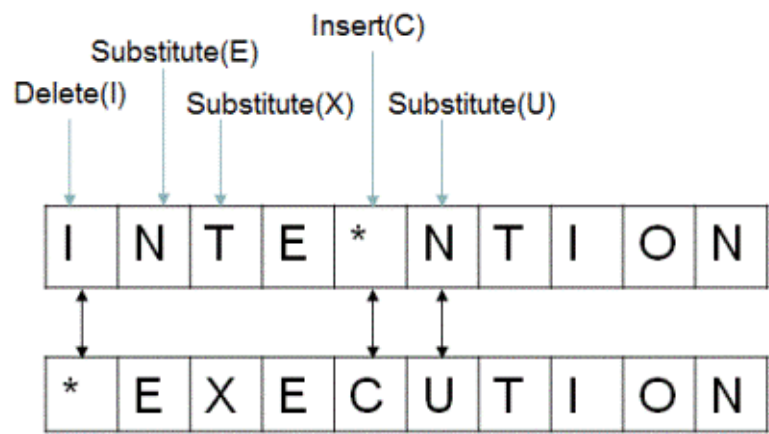 Insert(C)
Substitute(E)
Delete(I)
Substitute(X)
Substitute(U)
I N T E * N T I O N
* E X E C U T I O N